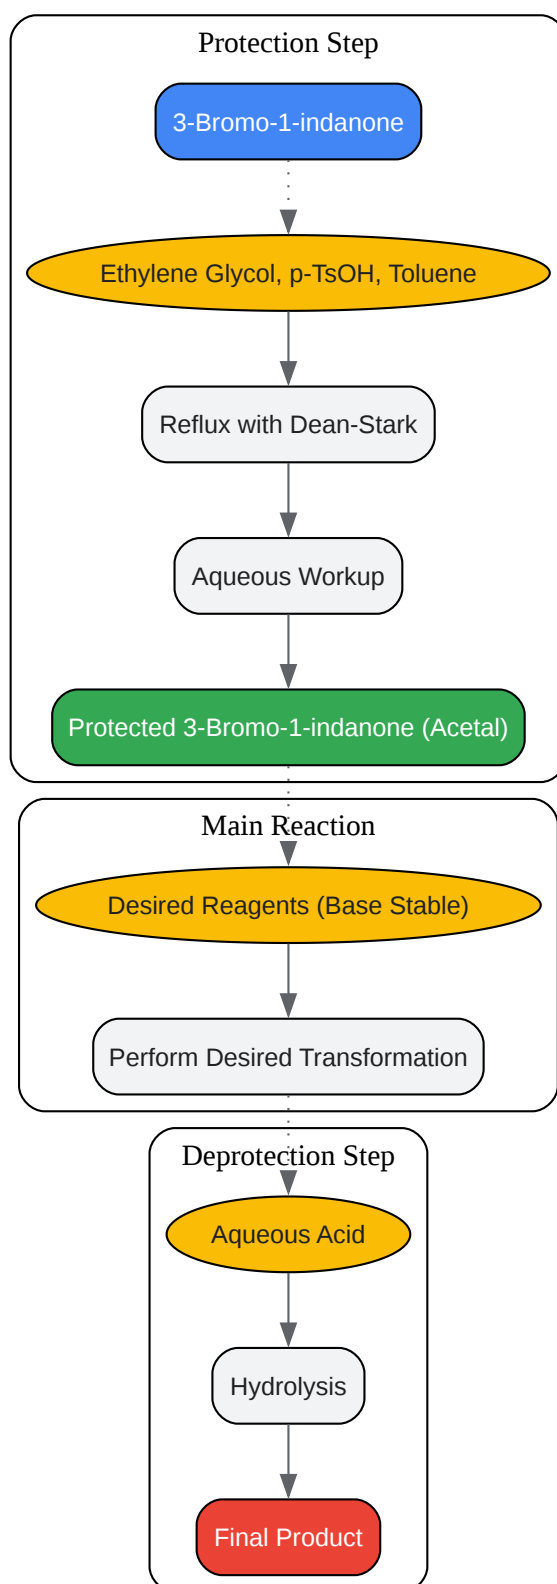 Protection Step
3-Bromo-1-indanone
Ethylene Glycol, p-TsOH, Toluene
Reflux with Dean-Stark
Aqueous Workup
Protected 3-Bromo-1-indanone (Acetal)
Main Reaction
Desired Reagents (Base Stable)
Perform Desired Transformation
Deprotection Step
Aqueous Acid
Hydrolysis
Final Product